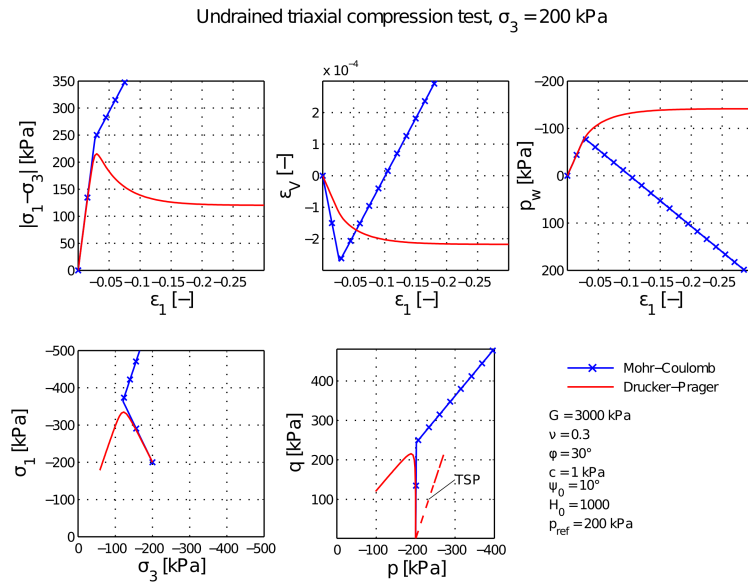 Undrained triaxial compression test, σ3 = 200 kPa
x 10⁻⁴
350
300
250
200
150
100
50
0
|σ1−σ3| [kPa]
−0.05−0.1−0.15−0.2−0.25
ε1 [−]
2
0
−2
εV [−]
−0.05−0.1−0.15−0.2−0.25
ε1 [−]
−200
−100
0
100
200
pw [kPa]
−0.05−0.1−0.15−0.2−0.25
ε1 [−]
−500
−400
−300
−200
−100
0
σ1 [kPa]
0 −100 −200 −300 −400 −500
σ3 [kPa]
400
300
200
100
q [kPa]
TSP
0 −100 −200 −300 −400
p [kPa]
Mohr−Coulomb
Drucker−Prager
G = 3000 kPa
ν = 0.3
φ = 30°
c = 1 kPa
ψ0 = 10°
H0 = 1000
pref = 200 kPa